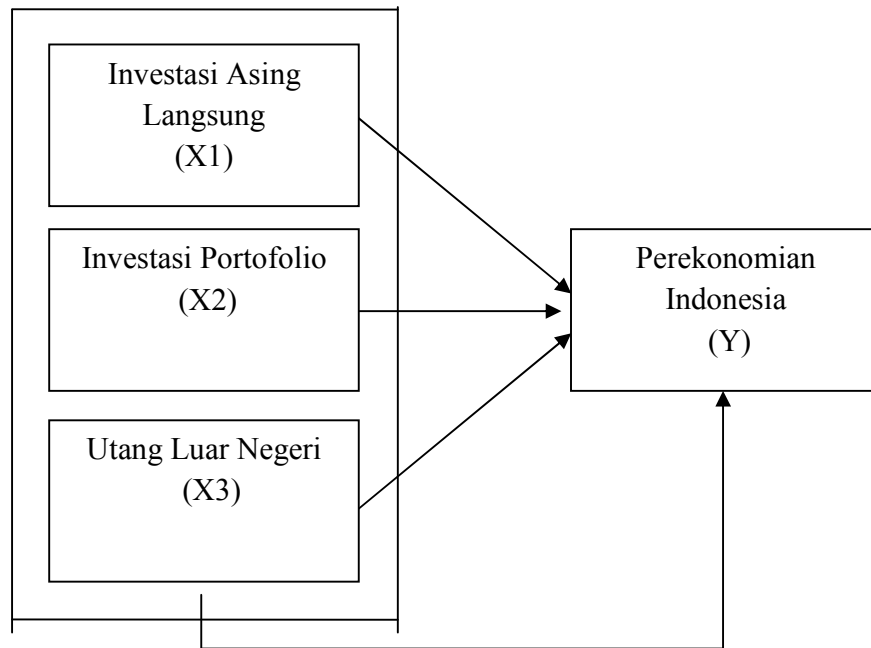 Investasi Asing
Langsung
(X1)
Investasi Portofolio
(X2)
Utang Luar Negeri
(X3)
Perekonomian
Indonesia
(Y)